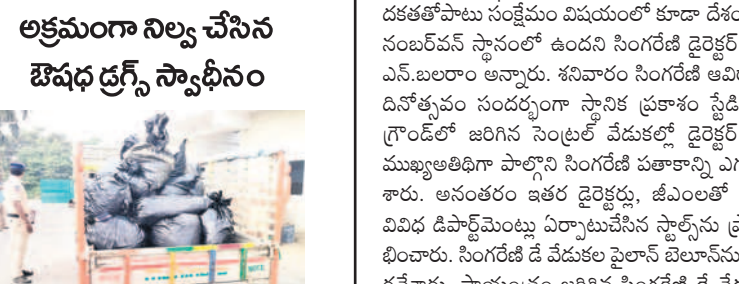 అక్రమంగా నిల్వ చేసిన
ఔషధ డ్రగ్స్ స్వాధీనం
దకతతోపాటు సంక్షేమం విషయంలో కూడా దేశం
నంబర్‌వన్ స్థానంలో ఉందని సింగరేణి డైరెక్టర్
ఎన్.బలరాం అన్నారు. శనివారం సింగరేణి ఆవి
దినోత్సవం సందర్భంగా స్థానిక ప్రకాశం స్టేడి
గ్రౌండ్‌లో జరిగిన సెంట్రల్ వేడుకల్లో డైరెక్టర్
ముఖ్యఅతిథిగా పాల్గొని సింగరేణి పతాకాన్ని ఎగ
శారు. అనంతరం ఇతర డైరెక్టర్లు, జీఎంలతో
వివిధ డిపార్ట్‌మెంట్లు ఏర్పాటుచేసిన స్టాల్స్‌ను ప్ర
భించారు. సింగరేణి డే వేడుకల పైలాన్ బెలూన్‌ను